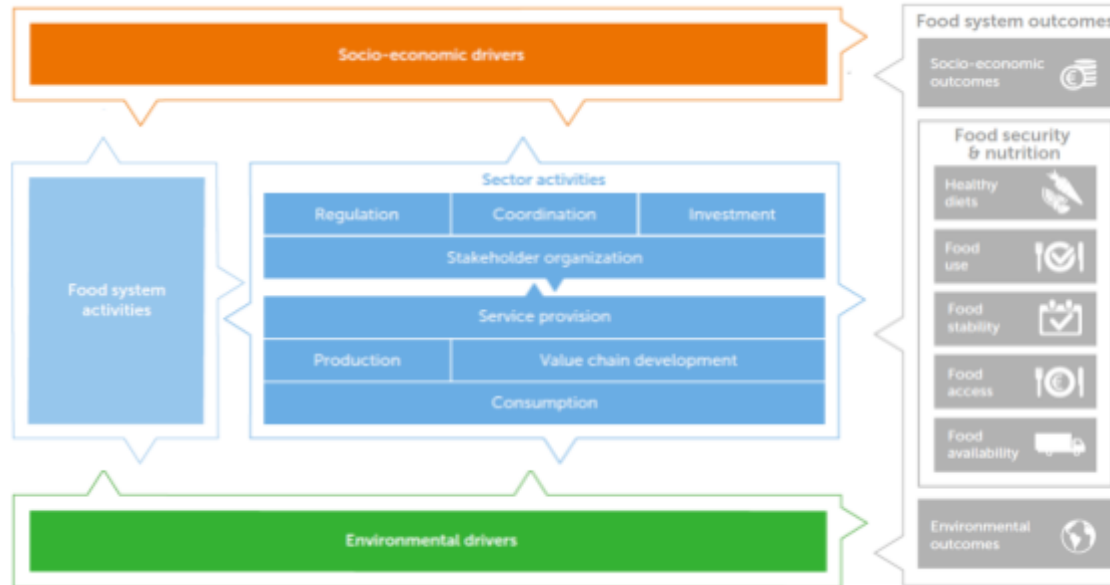 Socio-economic drivers
Food system
activities
Sector activities
Regulation
Coordination
Investment
Stakeholder organization
Service provision
Production
Value chain development
Consumption
Environmental drivers
Food system outcomes
Socio-economic
outcomes
Food security
& nutrition
Healthy
diets
Food
use
Food
stability
Food
access
Food
availability
Environmental
outcomes